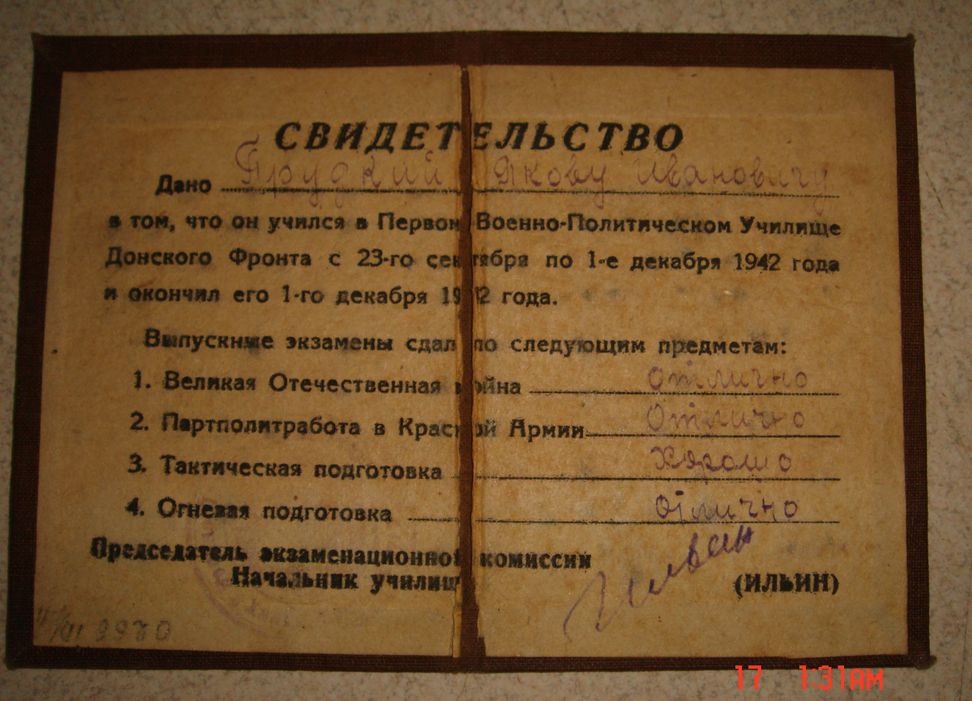 СВИДЕТЕЛЬСТВО
Дано Прудкий Якову Ивановичу
в том, что он учился в Первом Военно-Политическом Училище
Донского Фронта с 23-го сентября по 1-е декабря 1942 года
и окончил его 1-го декабря 1942 года.
Выпускные экзамены сдал по следующим предметам:
1. Великая Отечественная война Отлично
2. Партполитработа в Красной Армии Отлично
3. Тактическая подготовка Хорошо
4. Огневая подготовка Отлично
Председатель экзаменационной комиссии
Начальник училища (ИЛЬИН)
17 1:31AM